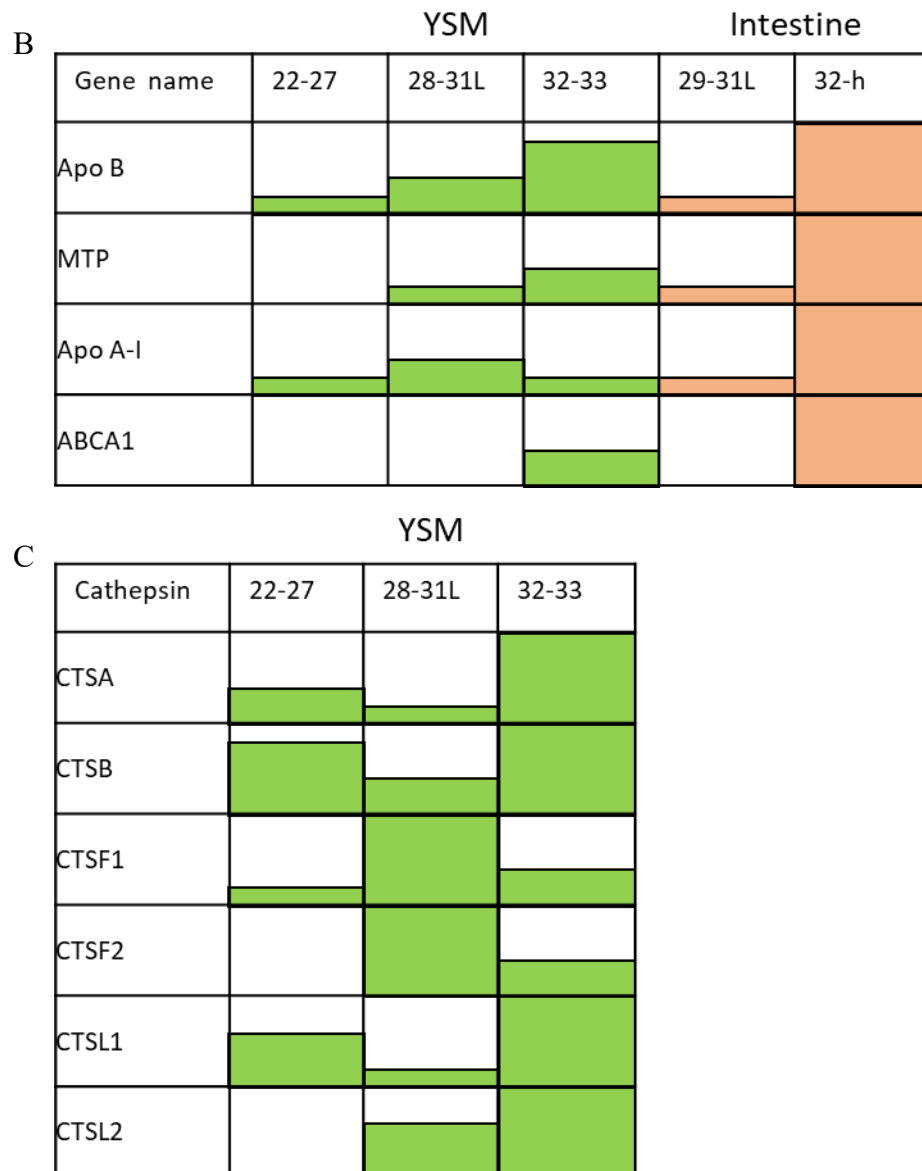 B
YSM Intestine
Gene name 22-27 28-31L 32-33 29-31L 32-h
Apo B
MTP
Apo A-I
ABCA1
C
YSM
Cathepsin 22-27 28-31L 32-33
CTSA
CTSB
CTSF1
CTSF2
CTSL1
CTSL2